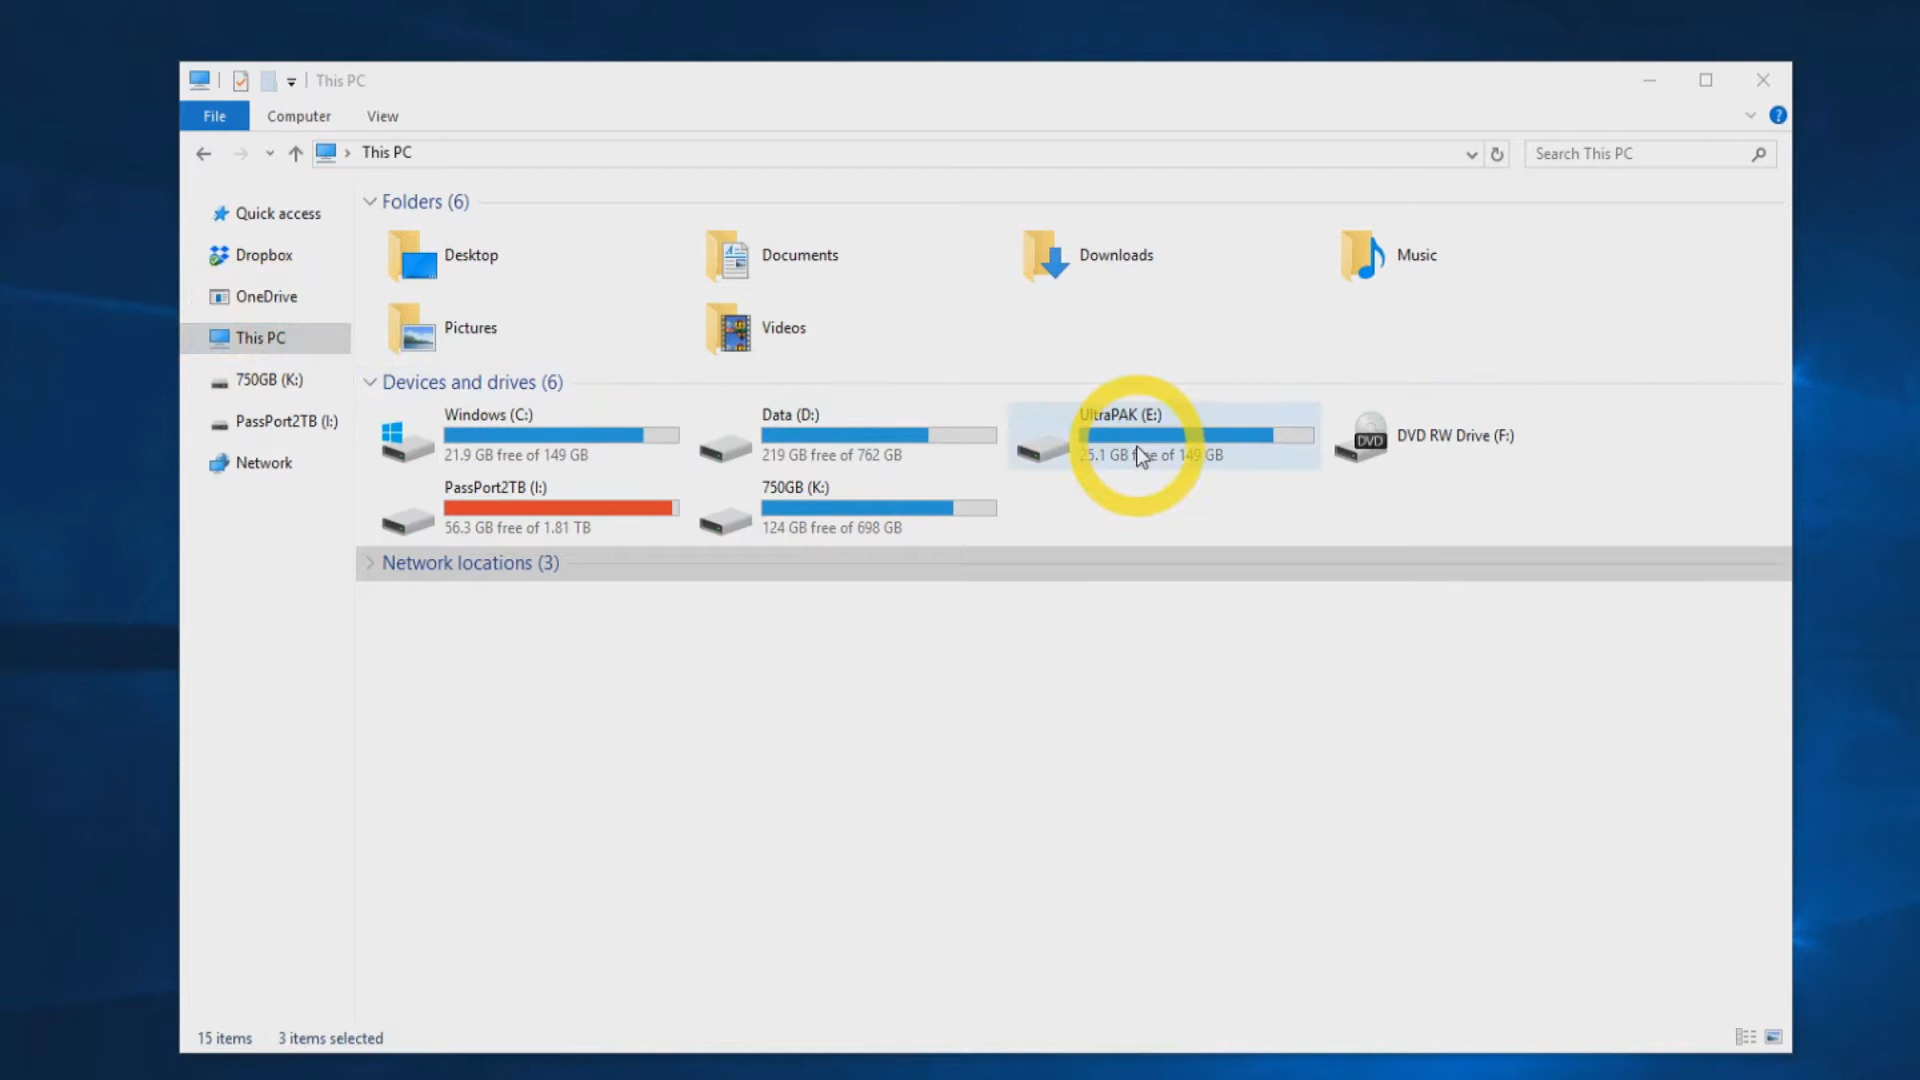 This PC
File Computer View
This PC
Search This PC
Quick access
Dropbox
OneDrive
This PC
750GB (K:)
PassPort2TB (I:)
Network
Folders (6)
Desktop
Documents
Downloads
Music
Pictures
Videos
Devices and drives (6)
Windows (C:)
21.9 GB free of 149 GB
Data (D:)
219 GB free of 762 GB
UltraPAK (E:)
25.1 GB free of 149 GB
DVD
DVD RW Drive (F:)
PassPort2TB (I:)
56.3 GB free of 1.81 TB
750GB (K:)
124 GB free of 698 GB
Network locations (3)
15 items 3 items selected